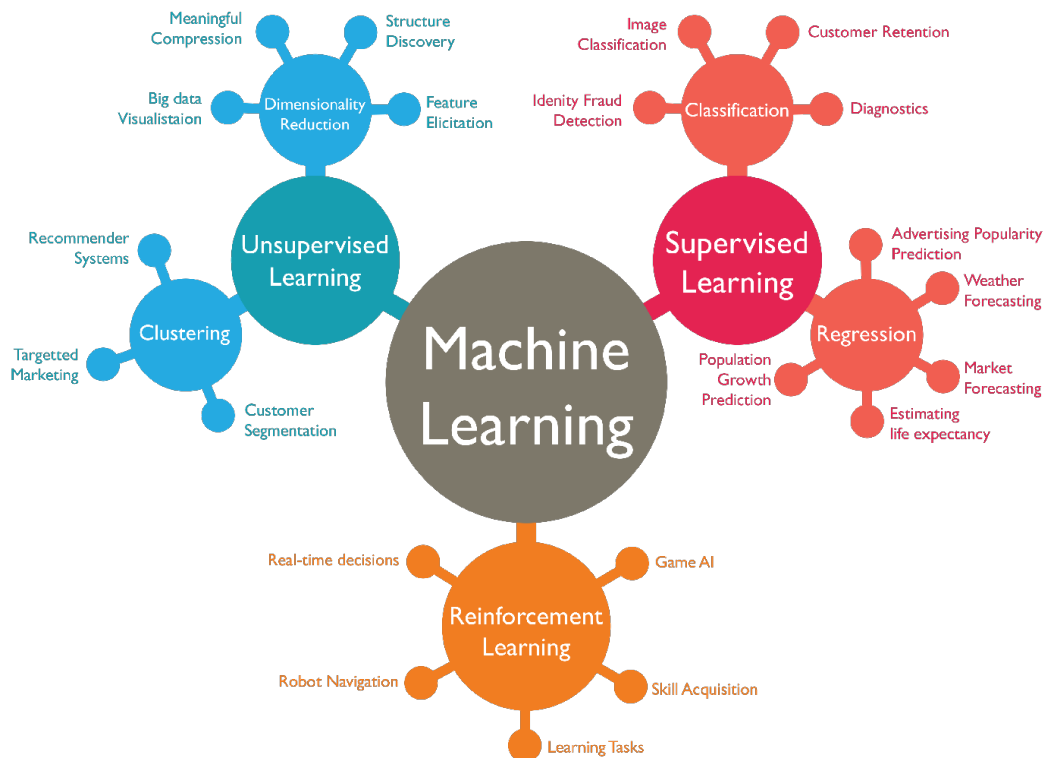 Meaningful
Compression
Structure
Discovery
Big data
Visualistaion
Dimensionality
Reduction
Feature
Elicitation
Image
Classification
Customer Retention
Idenity Fraud
Detection
Classification
Diagnostics
Unsupervised
Learning
Supervised
Learning
Recommender
Systems
Clustering
Targetted
Marketing
Customer
Segmentation
Machine
Learning
Advertising Popularity
Prediction
Weather
Forecasting
Regression
Population
Growth
Prediction
Market
Forecasting
Estimating
life expectancy
Real-time decisions
Game AI
Reinforcement
Learning
Robot Navigation
Skill Acquisition
Learning Tasks